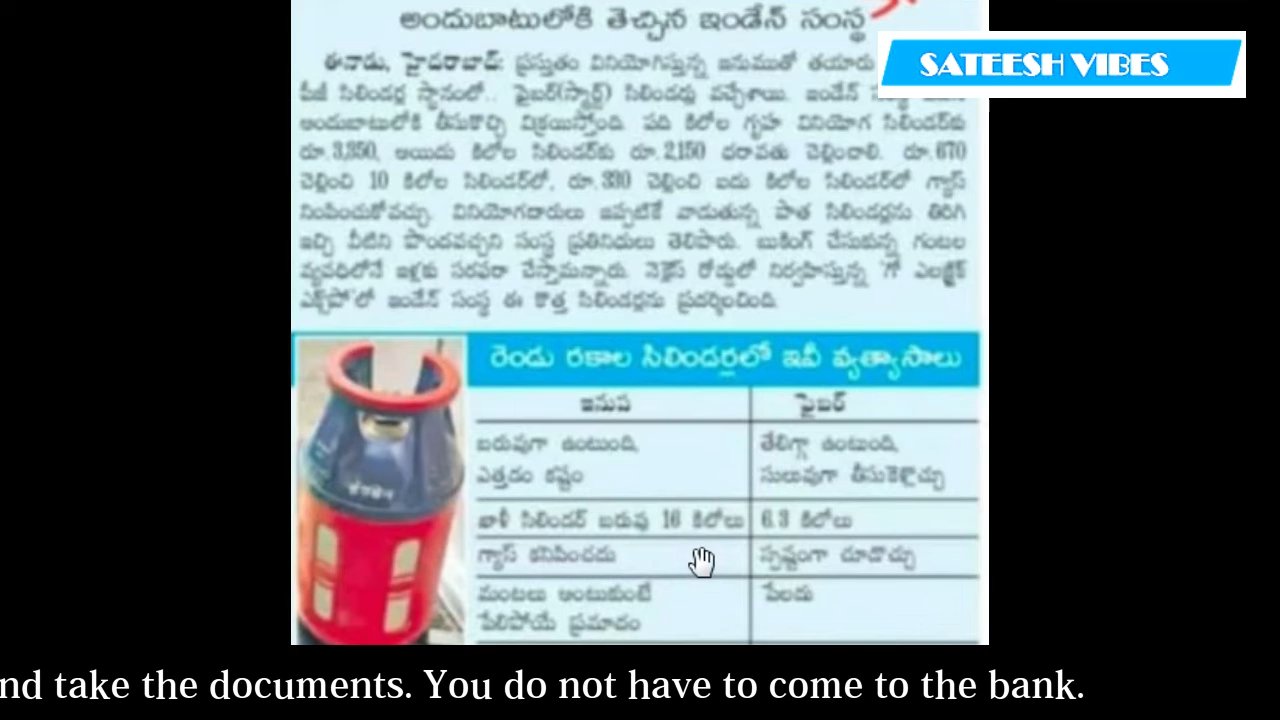 అందుబాటులోకి తెచ్చిన ఇండేన్ సంస్థ
SATEESH VIBES
ఈనాడు, హైదరాబాద్: ప్రస్తుతం వినియోగిస్తున్న ఇనుముతో తయారు
పీజీ సిలిండర్ల స్థానంలో.. ఫైబర్(స్మార్ట్) సిలిండర్లు వచ్చేశాయి. ఇండేన్
అందుబాటులోకి తీసుకొచ్చి విక్రయిస్తోంది. పది కిలోల గృహ వినియోగ సిలిండర్‌కు
రూ.3,350, అయిదు కిలోల సిలిండర్‌కు రూ.2,150 ధరావతు చెల్లించాలి. రూ.670
చెల్లించి 10 కిలోల సిలిండర్‌లో, రూ.330 చెల్లించి ఐదు కిలోల సిలిండర్‌లో గ్యాస్
నింపించుకోవచ్చు. వినియోగదారులు ఇప్పటికే వాడుతున్న పాత సిలిండర్లను తిరిగి
ఇచ్చి వీటిని పొందవచ్చని సంస్థ ప్రతినిధులు తెలిపారు. బుకింగ్ చేసుకున్న గంటల
వ్యవధిలోనే ఇళ్లకు సరఫరా చేస్తామన్నారు. నెక్లెస్ రోడ్డులో నిర్వహిస్తున్న 'గో ఎలక్ట్రిక్
ఎక్స్‌పో'లో ఇండేన్ సంస్థ ఈ కొత్త సిలిండర్లను ప్రదర్శించింది.
రెండు రకాల సిలిండర్లలో ఇవీ వ్యత్యాసాలు
ఇనుప ఫైబర్
బరువుగా ఉంటుంది, తేలిగ్గా ఉంటుంది,
ఎత్తడం కష్టం సులువుగా తీసుకెళ్లొచ్చు
ఖాళీ సిలిండర్ బరువు 16 కిలోలు 6.3 కిలోలు
గ్యాస్ కనిపించదు స్పష్టంగా చూడొచ్చు
మంటలు అంటుకుంటే పేలదు
పేలిపోయే ప్రమాదం
nd take the documents. You do not have to come to the bank.